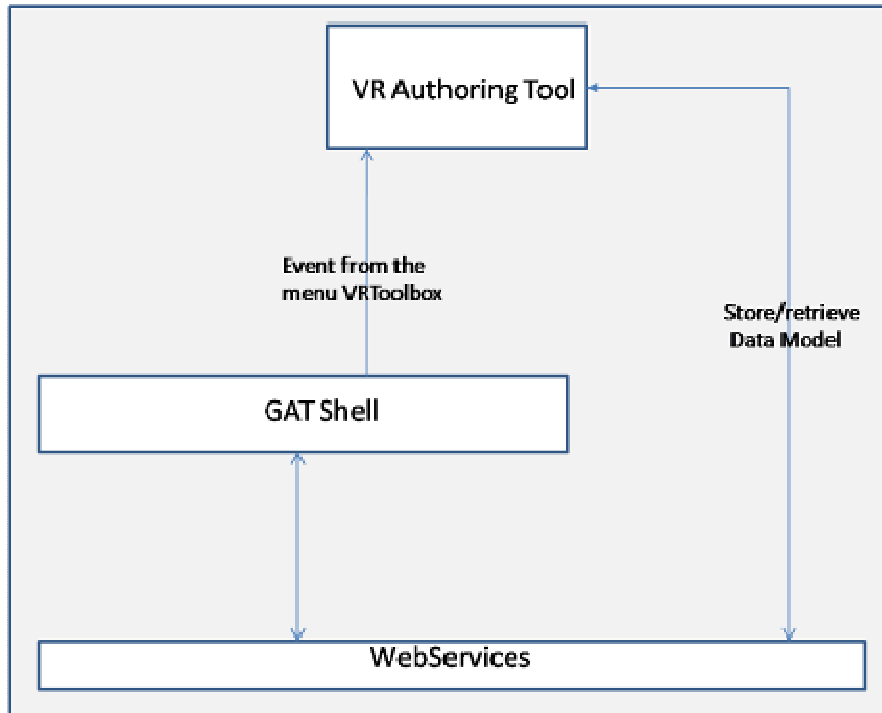 VR Authoring Tool
Event from the
menu VRToolbox
Store/retrieve
Data Model
GAT Shell
WebServices